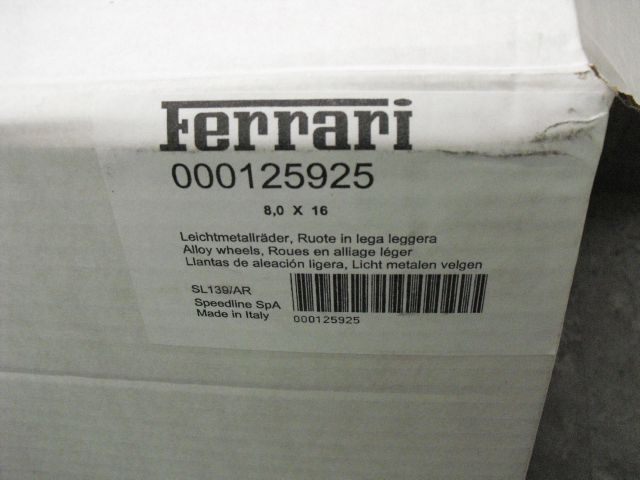 Ferrari
000125925
8,0 X 16
Leichtmetallräder, Ruote in lega leggera
Alloy wheels, Roues en alliage léger
Llantas de aleación ligera, Licht metalen velgen
SL139/AR
Speedline SpA
Made in Italy
000125925